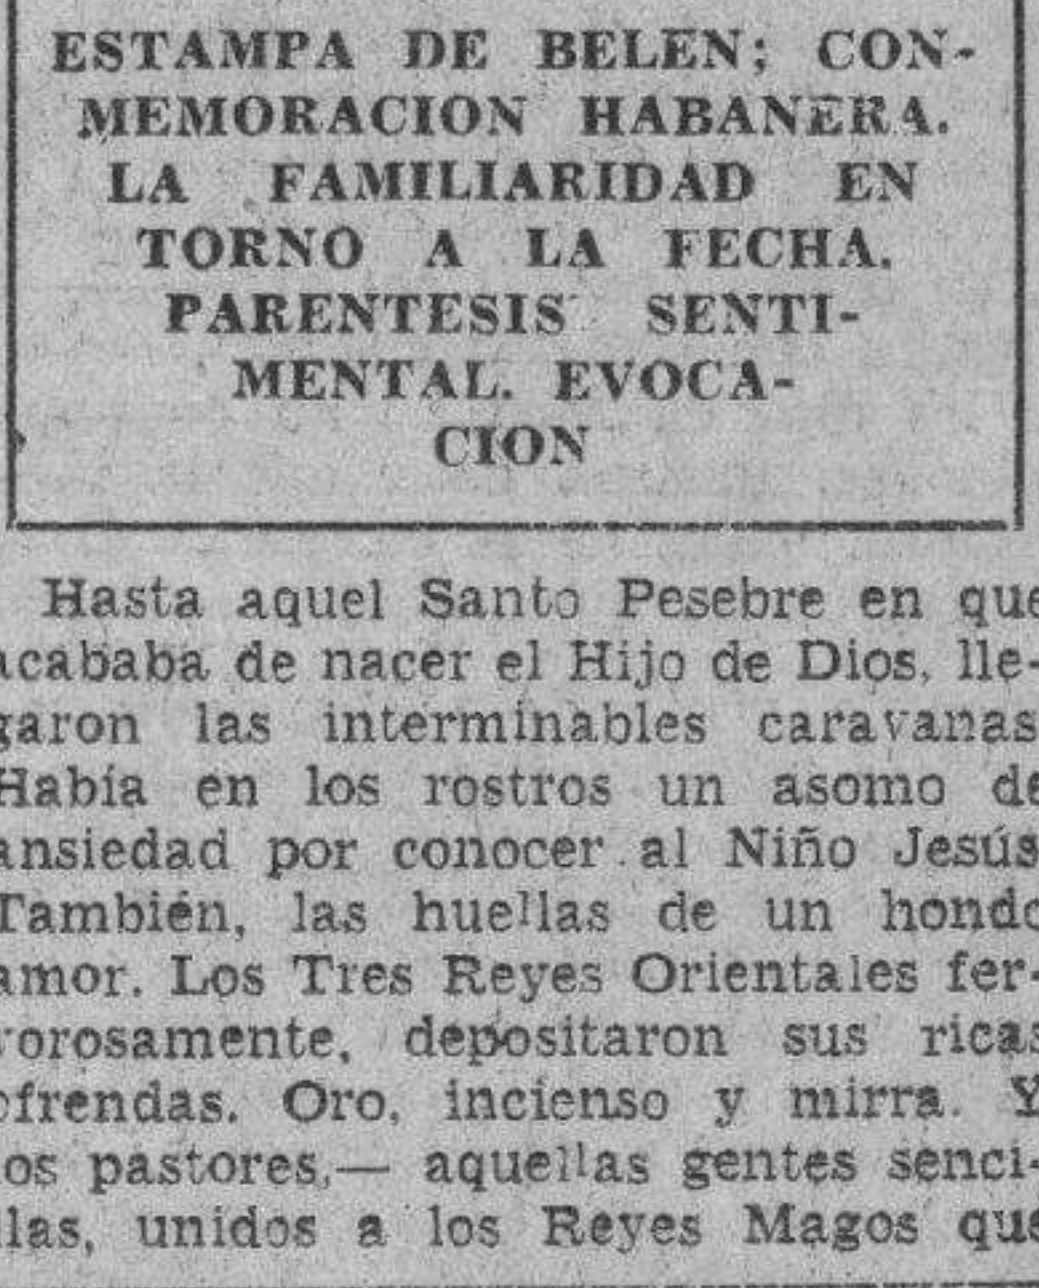 ESTAMPA DE BELEN; CON-
MEMORACION HABANERA.
LA FAMILIARIDAD EN
TORNO A LA FECHA.
PARENTESIS SENTI-
MENTAL. EVOCA-
CION
Hasta aquel Santo Pesebre en que
acababa de nacer el Hijo de Dios, lle-
garon las interminables caravanas.
Había en los rostros un asomo de
ansiedad por conocer al Niño Jesús.
También, las huellas de un hondo
amor. Los Tres Reyes Orientales fer-
vorosamente, depositaron sus ricas
ofrendas. Oro, incienso y mirra. Y
los pastores,— aquellas gentes senci-
llas, unidos a los Reyes Magos que